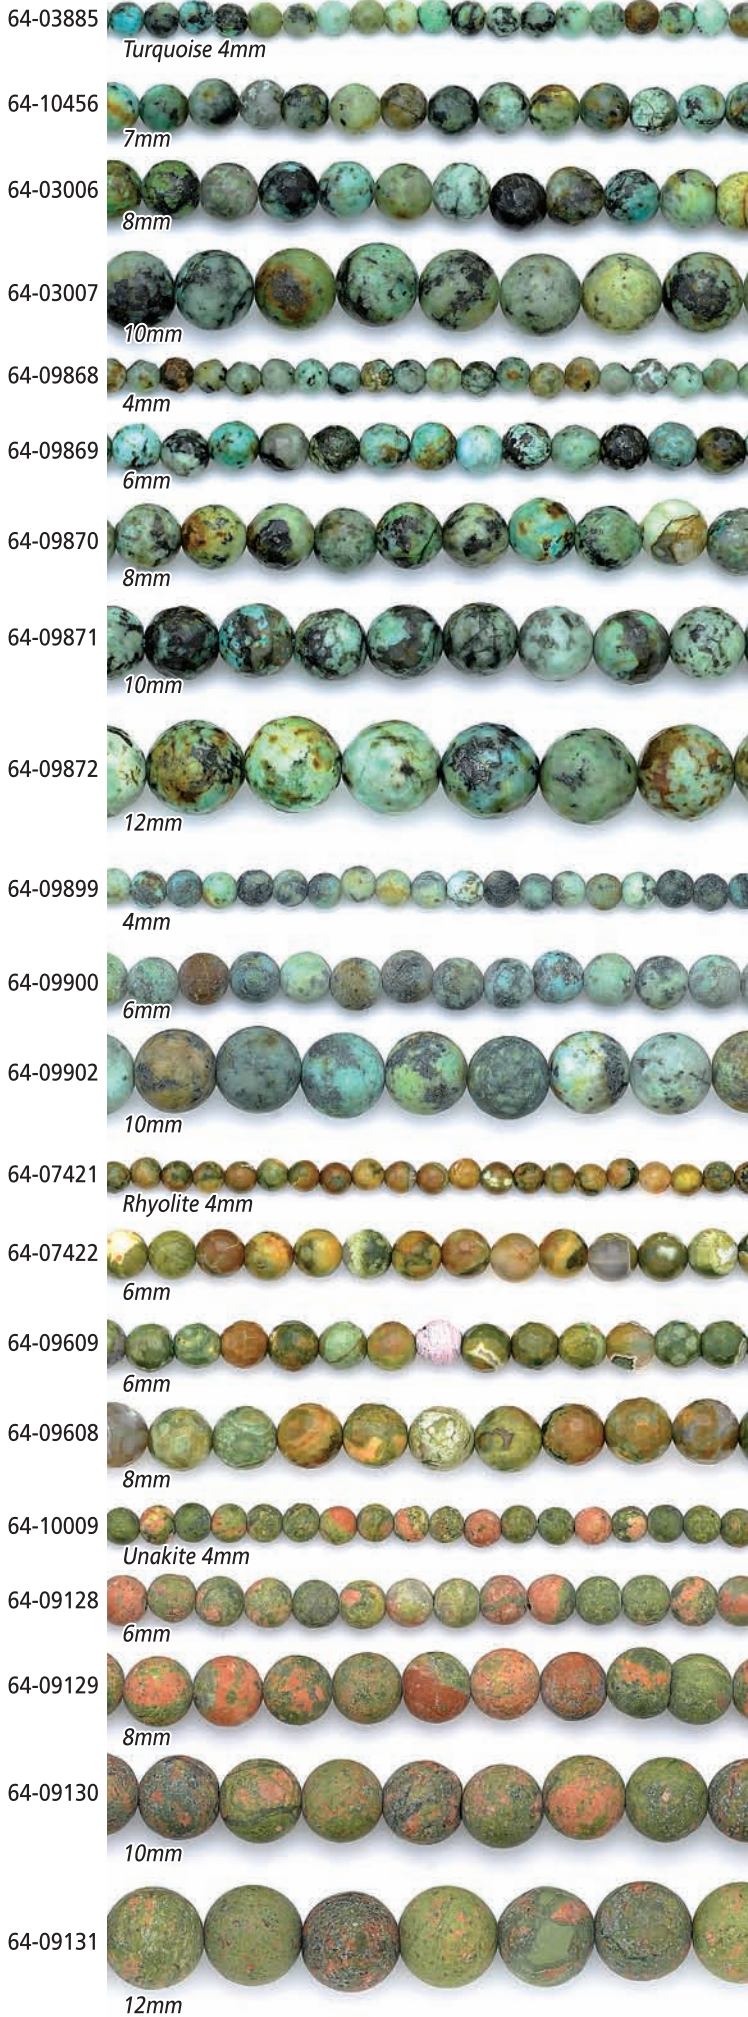 64-03885
Turquoise 4mm
64-10456
7mm
64-03006
8mm
64-03007
10mm
64-09868
4mm
64-09869
6mm
64-09870
8mm
64-09871
10mm
64-09872
12mm
64-09899
4mm
64-09900
6mm
64-09902
10mm
64-07421
Rhyolite 4mm
64-07422
6mm
64-09609
6mm
64-09608
8mm
64-10009
Unakite 4mm
64-09128
6mm
64-09129
8mm
64-09130
10mm
64-09131
12mm